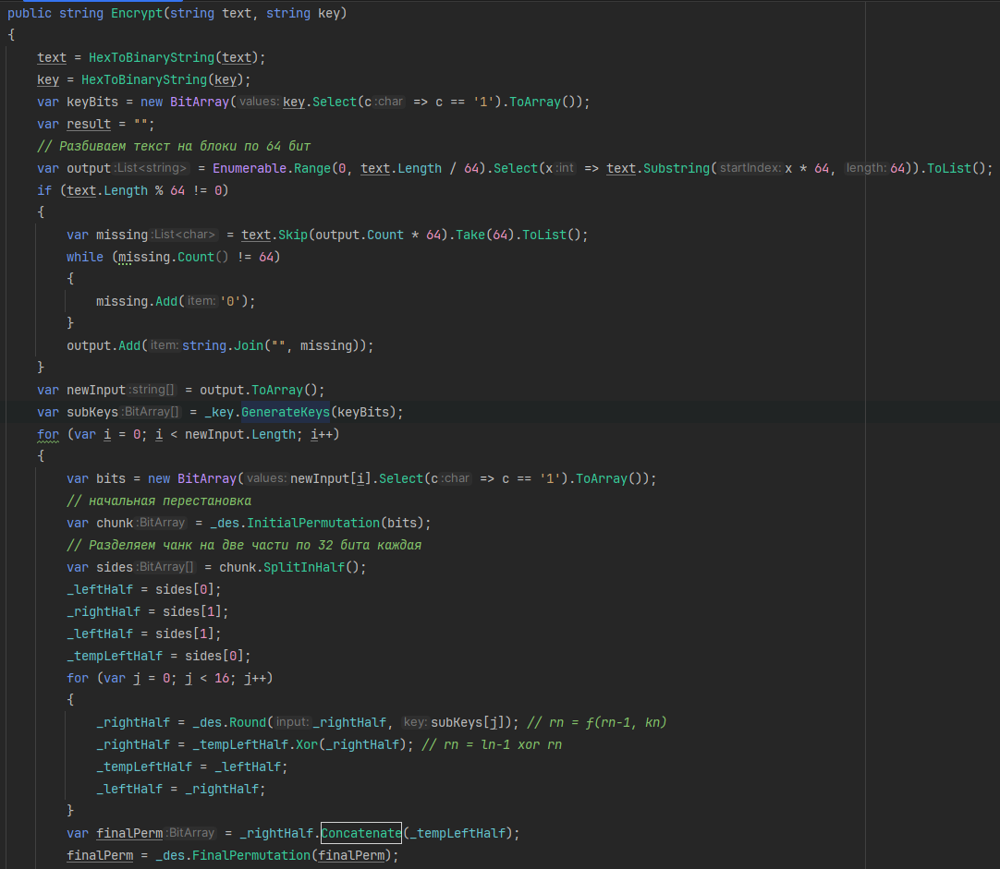 public string Encrypt(string text, string key)
{
text = HexToBinaryString(text);
key = HexToBinaryString(key);
var keyBits = new BitArray( values: key.Select(c :char => c == '1').ToArray());
var result = "";
// Разбиваем текст на блоки по 64 бит
var output :List<string> = Enumerable.Range(0, text.Length / 64).Select(x :int => text.Substring( startIndex: x * 64, length: 64)).ToList();
if (text.Length % 64 != 0)
{
var missing :List<char> = text.Skip(output.Count * 64).Take(64).ToList();
while (missing.Count() != 64)
{
missing.Add( item: '0');
}
output.Add( item: string.Join("", missing));
}
var newInput :string[] = output.ToArray();
var subKeys :BitArray[] = _key.GenerateKeys(keyBits);
for (var i = 0; i < newInput.Length; i++)
{
var bits = new BitArray( values: newInput[i].Select(c :char => c == '1').ToArray());
// начальная перестановка
var chunk :BitArray = _des.InitialPermutation(bits);
// Разделяем чанк на две части по 32 бита каждая
var sides :BitArray[] = chunk.SplitInHalf();
_leftHalf = sides[0];
_rightHalf = sides[1];
_leftHalf = sides[1];
_tempLeftHalf = sides[0];
for (var j = 0; j < 16; j++)
{
_rightHalf = _des.Round( input: _rightHalf, key: subKeys[j]); // rn = ƒ(rn-1, kn)
_rightHalf = _tempLeftHalf.Xor(_rightHalf); // rn = ln-1 xor rn
_tempLeftHalf = _leftHalf;
_leftHalf = _rightHalf;
}
var finalPerm :BitArray = _rightHalf.Concatenate(_tempLeftHalf);
finalPerm = _des.FinalPermutation(finalPerm);